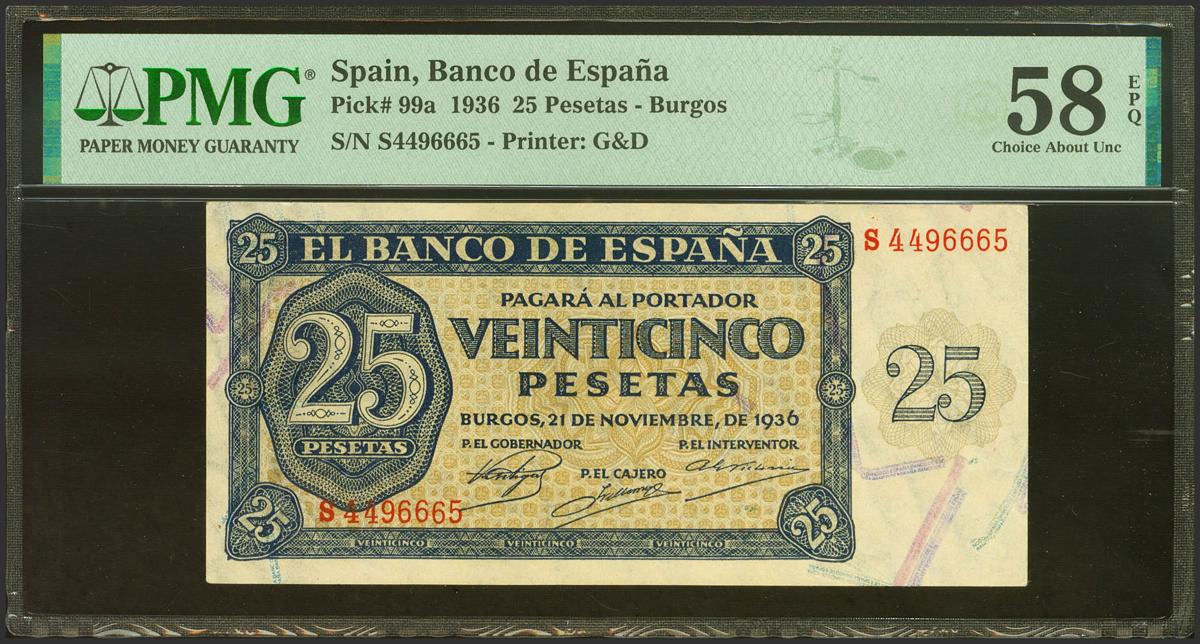 PMG®
PAPER MONEY GUARANTY
Spain, Banco de España
Pick# 99a 1936 25 Pesetas - Burgos
S/N S4496665 - Printer: G&D
58
EPQ
Choice About Unc
25 EL BANCO DE ESPAÑA 25
S 4496665
PAGARÁ AL PORTADOR
VEINTICINCO
PESETAS
25
PESETAS
25
25
25
BURGOS, 21 DE NOVIEMBRE, DE 1936
P. EL GOBERNADOR
P. EL INTERVENTOR
P. EL CAJERO
S 4496665
25
25
VEINTICINCO VEINTICINCO VEINTICINCO